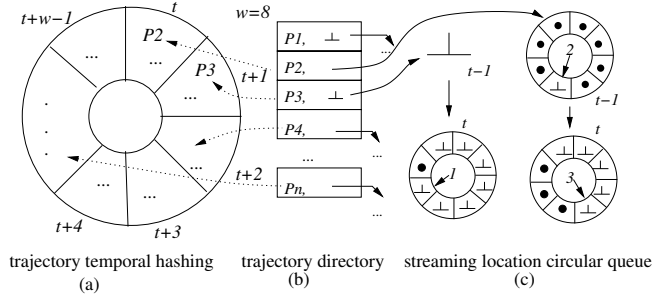 t+w-1
t
w=8
P2
P3
t+1
t+2
t+3
t+4
...
...
...
...
...
.
.
.
P1, ⊥
P2,
P3, ⊥
P4,
...
Pn,
...
...
...
⊥
t-1
t
1
2
t-1
t
3
⊥ ⊥ ⊥ ⊥ ⊥ ⊥ ⊥
⊥
⊥ ⊥ ⊥ ⊥ ⊥
trajectory temporal hashing
(a)
trajectory directory
(b)
streaming location circular queue
(c)